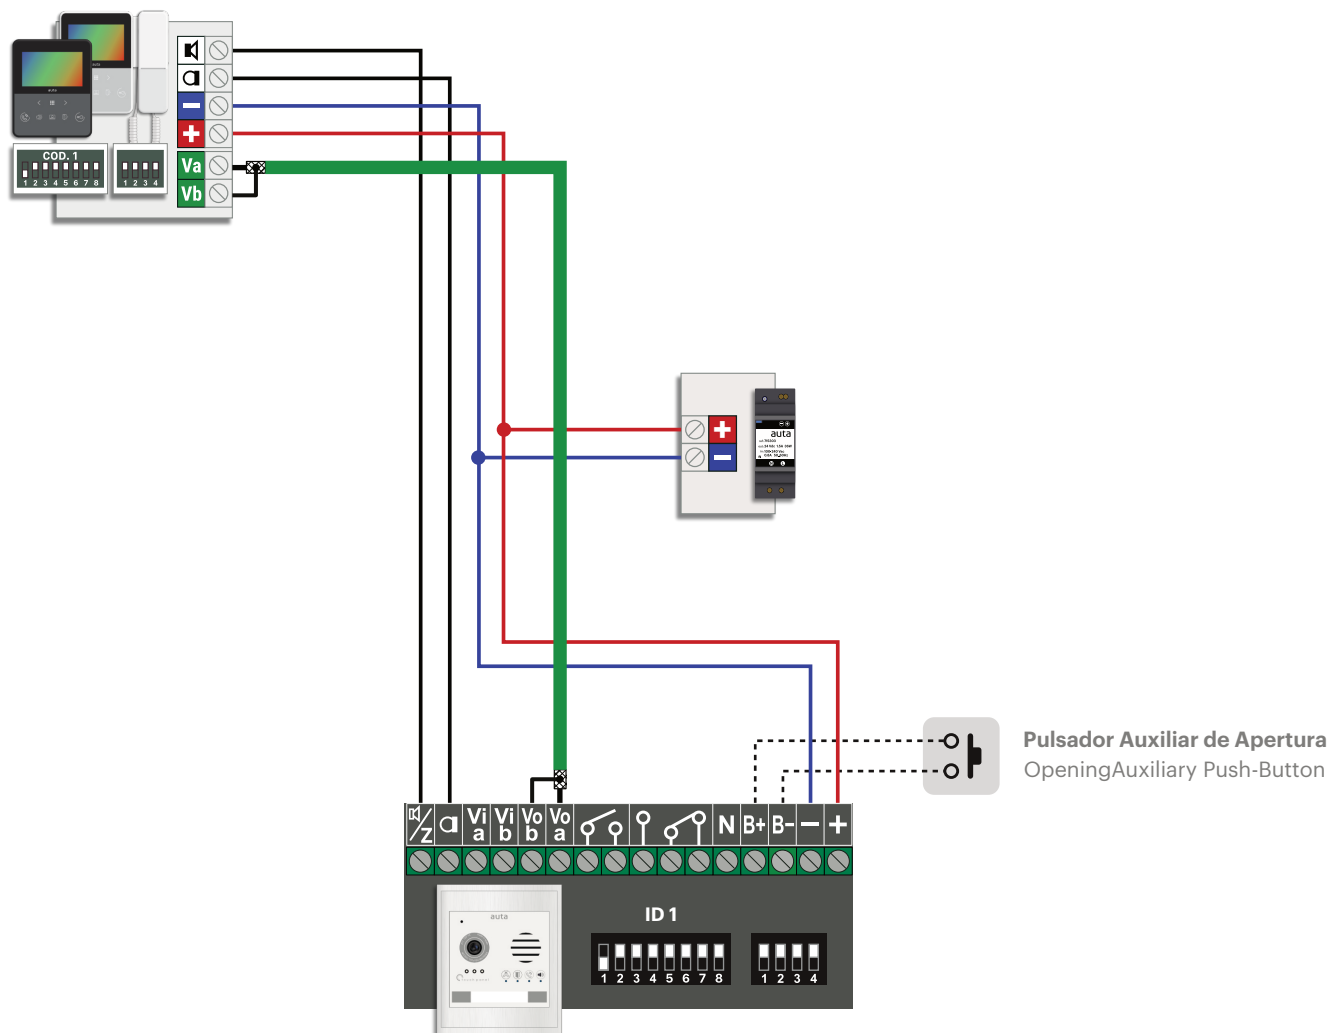 auta
auta
COD. 1
1 2 3 4 5 6 7 8
1 2 3 4
−
+
Va
Vb
+
−
auta
Pulsador Auxiliar de Apertura
OpeningAuxiliary Push-Button
/Z
Vi a
Vi b
Vo b
Vo a
N
B+
B−
−
+
auta
ID 1
1 2 3 4 5 6 7 8
1 2 3 4